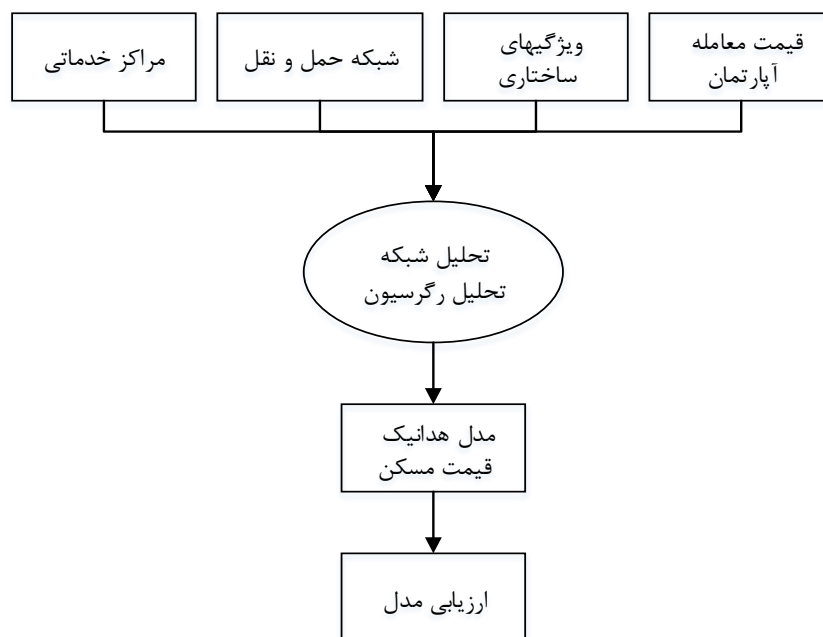 قیمت معامله
آپارتمان
ویژگیهای
ساختاری
شبکه حمل و نقل
مراکز خدماتی
تحلیل شبکه
تحلیل رگرسیون
مدل هدانیک
قیمت مسکن
ارزیابی مدل